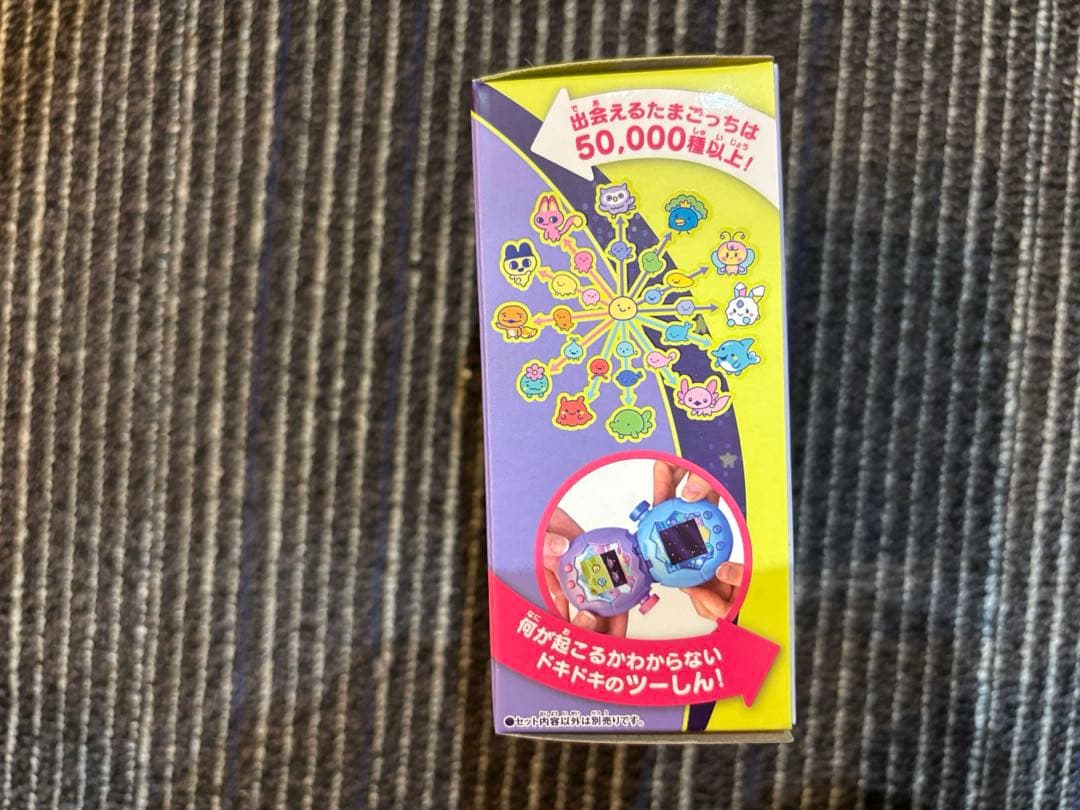 出会えるたまごっちは
50,000種以上!
何が起こるかわからない
ドキドキのツーしん!
●セット内容以外は別売りです。